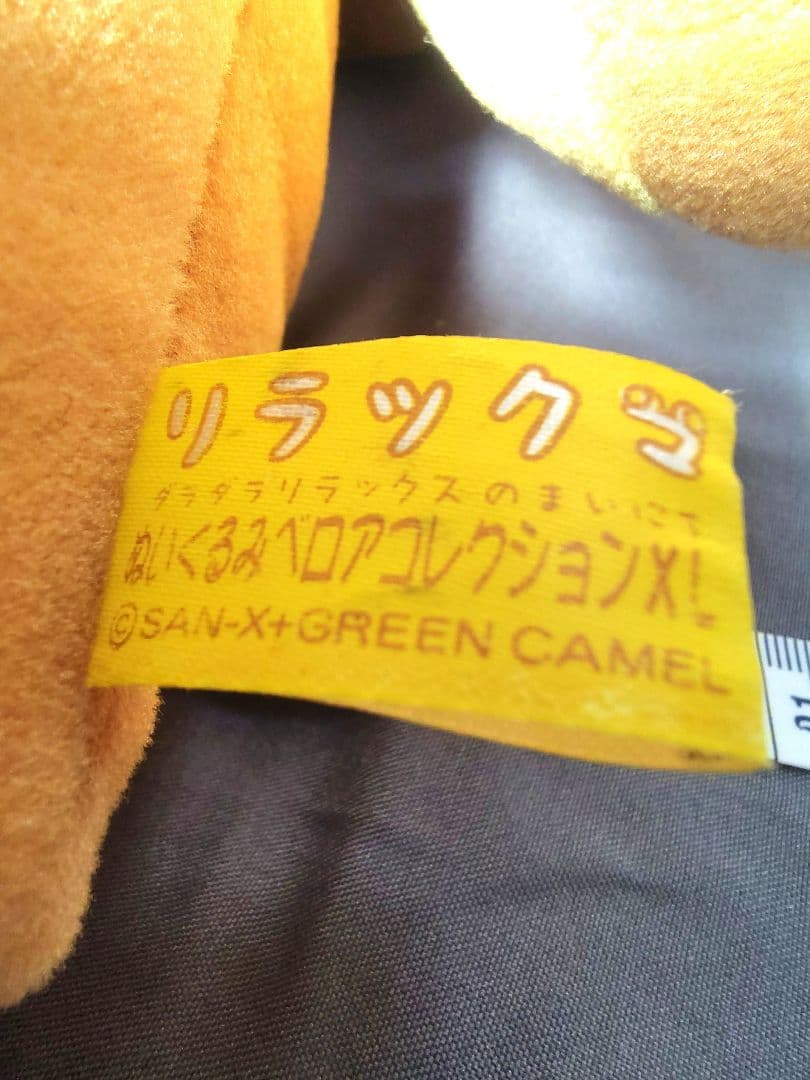 リラックマ
ダラダラリラックスのまいにち
ぬいぐるみベロアコレクションX!
©SAN-X+GREEN CAMEL